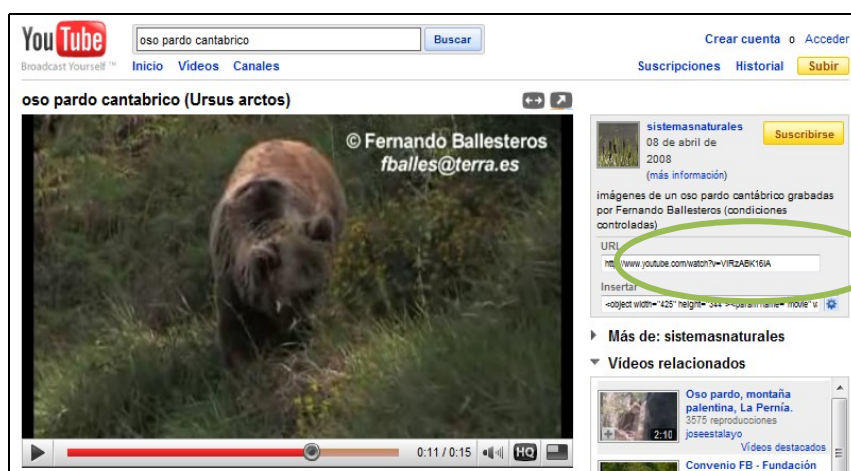 You Tube
Broadcast Yourself ™
oso pardo cantabrico
Buscar
Crear cuenta o Acceder
Inicio Vídeos Canales
Suscripciones Historial Subir
oso pardo cantabrico (Ursus arctos)
© Fernando Ballesteros
fballes@terra.es
0:11 / 0:15
HQ
sistemasnaturales
08 de abril de
2008
(más información)
Suscribirse
imágenes de un oso pardo cantábrico grabadas
por Fernando Ballesteros (condiciones
controladas)
URL
http://www.youtube.com/watch?v=VIRzABK16IA
Insertar
<object width="425" height="344"><param name="movie"
Más de: sistemasnaturales
Vídeos relacionados
Oso pardo, montaña
palentina, La Pernía.
3575 reproducciones
joseestalayo
2:10
Vídeos destacados
Convenio FB - Fundación